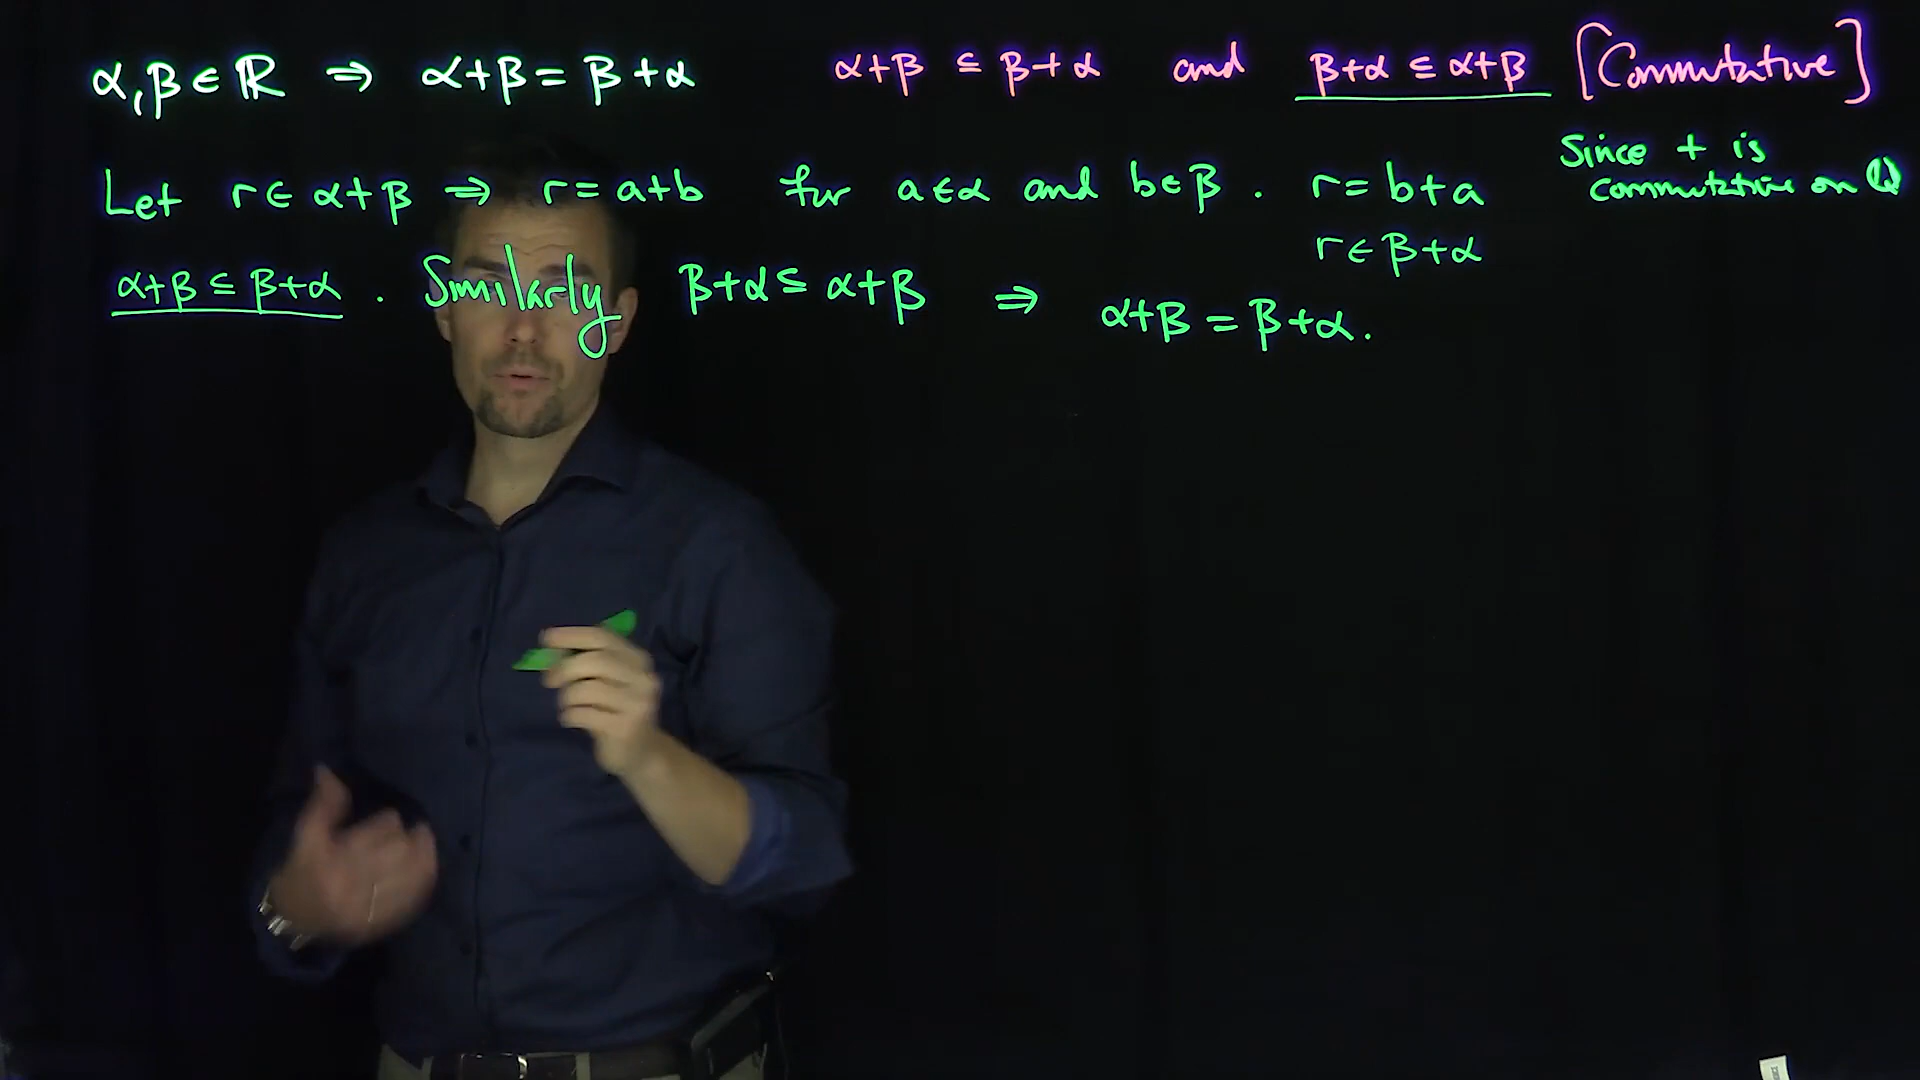 α,β ∈ ℝ ⇒ α+β = β+α α+β ⊆ β+α and β+α ⊆ α+β [Commutative]
Let r ∈ α+β ⇒ r = a+b for a ∈ α and b ∈ β . r = b+a
Since + is
commutative on ℚ
r ∈ β+α
α+β ⊆ β+α . Similarly β+α ⊆ α+β ⇒ α+β = β+α.